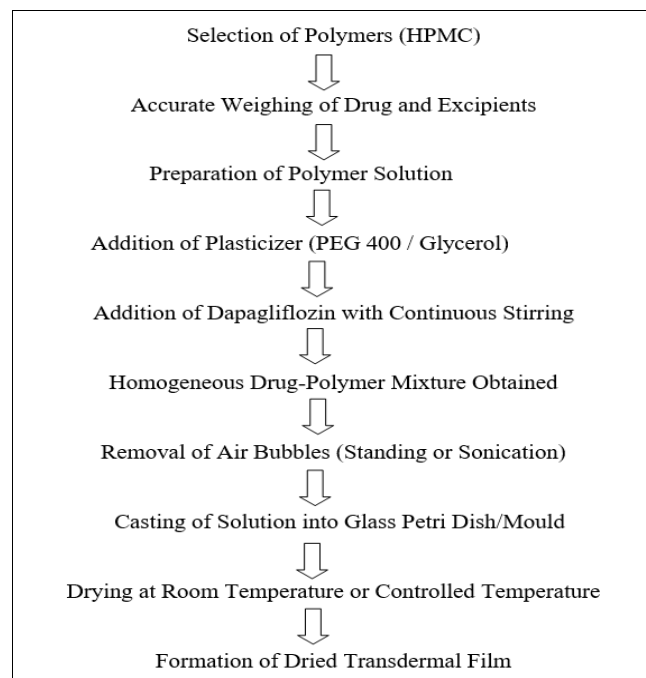 Selection of Polymers (HPMC)
Accurate Weighing of Drug and Excipients
Preparation of Polymer Solution
Addition of Plasticizer (PEG 400 / Glycerol)
Addition of Dapagliflozin with Continuous Stirring
Homogeneous Drug-Polymer Mixture Obtained
Removal of Air Bubbles (Standing or Sonication)
Casting of Solution into Glass Petri Dish/Mould
Drying at Room Temperature or Controlled Temperature
Formation of Dried Transdermal Film